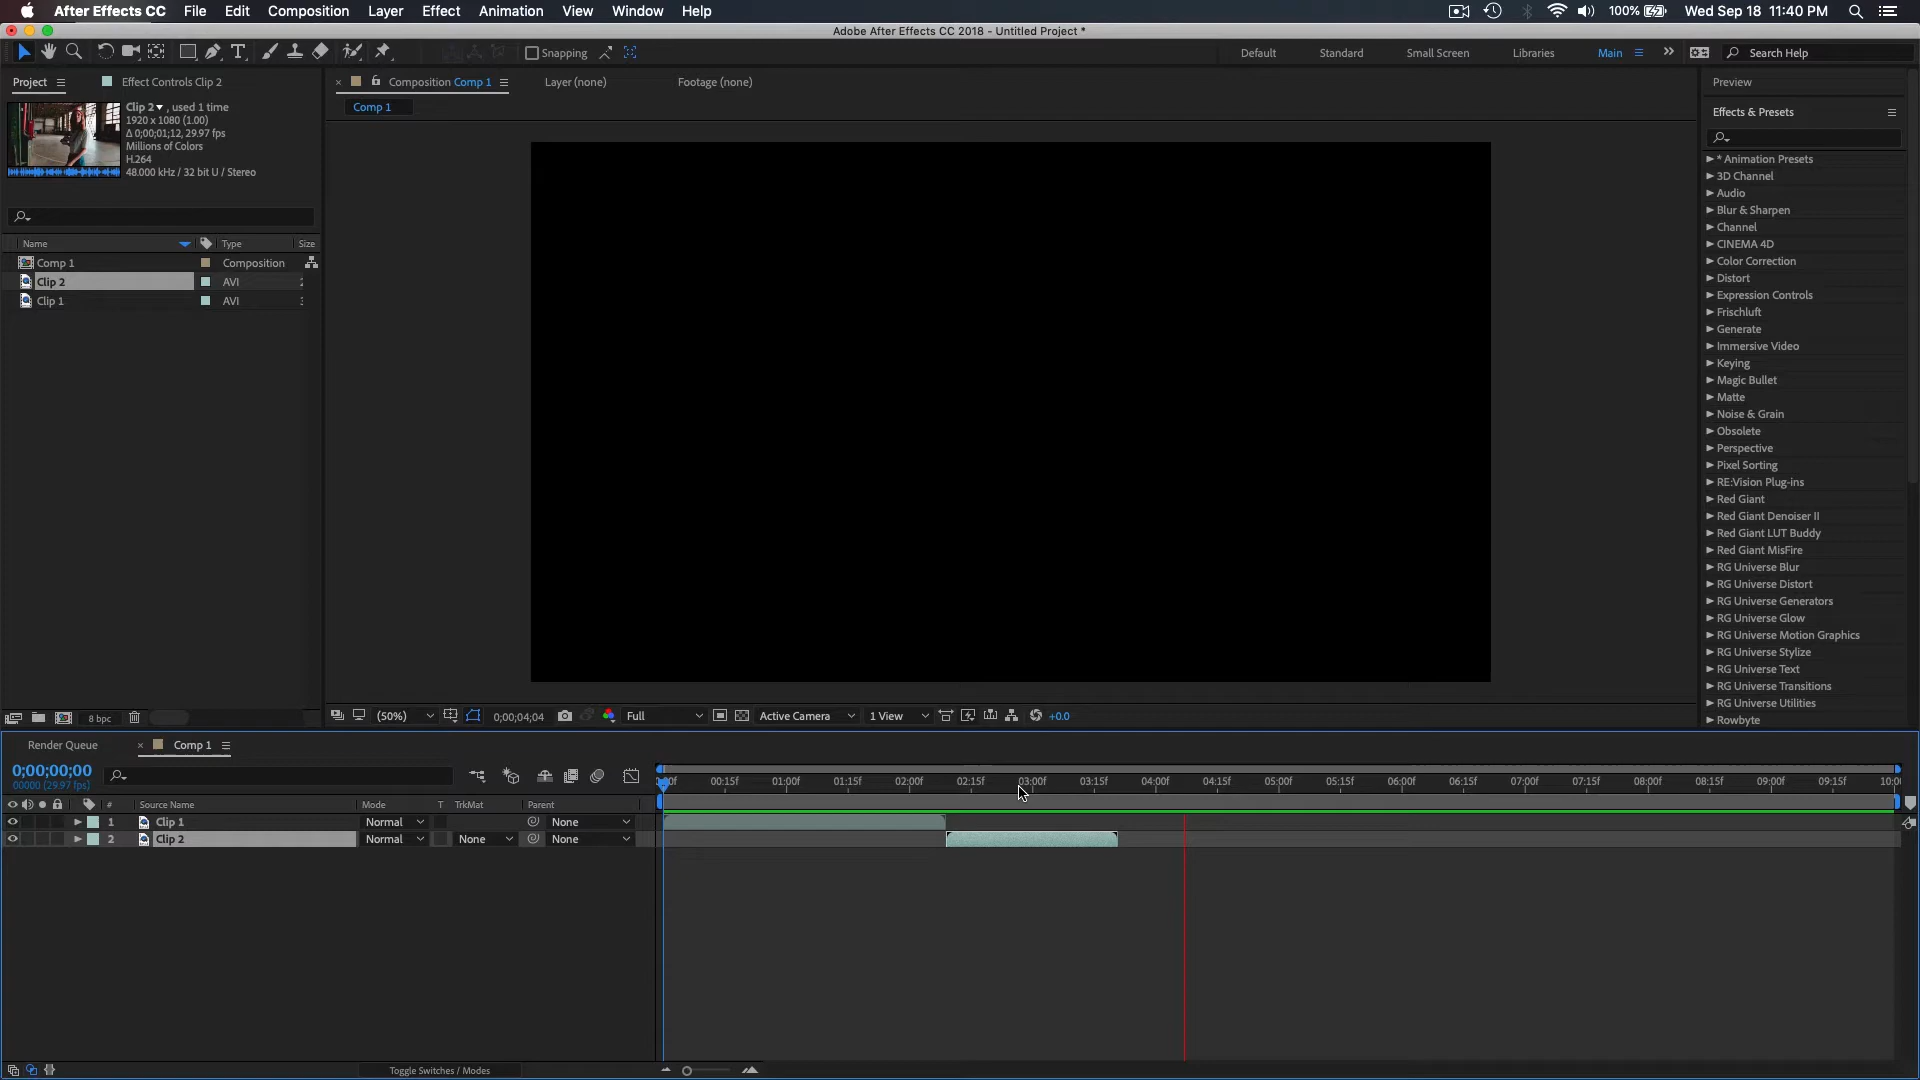 After Effects CC File Edit Composition Layer Effect Animation View Window Help 100% Wed Sep 18 11:40 PM
Adobe After Effects CC 2018 - Untitled Project *
Snapping Default Standard Small Screen Libraries Main Search Help
Project Effect Controls Clip 2
Clip 2 , used 1 time
1920 x 1080 (1.00)
Δ 0;00;01;12, 29.97 fps
Millions of Colors
H.264
48.000 kHz / 32 bit U / Stereo
Name Type Size
Comp 1 Composition
Clip 2 AVI
Clip 1 AVI
8 bpc
Composition Comp 1 Layer (none) Footage (none)
Comp 1
(50%) 0;00;04;04 Full Active Camera 1 View +0.0
Preview
Effects & Presets
* Animation Presets
3D Channel
Audio
Blur & Sharpen
Channel
CINEMA 4D
Color Correction
Distort
Expression Controls
Frischluft
Generate
Immersive Video
Keying
Magic Bullet
Matte
Noise & Grain
Obsolete
Perspective
Pixel Sorting
RE:Vision Plug-ins
Red Giant
Red Giant Denoiser II
Red Giant LUT Buddy
Red Giant MisFire
RG Universe Blur
RG Universe Distort
RG Universe Generators
RG Universe Glow
RG Universe Motion Graphics
RG Universe Stylize
RG Universe Text
RG Universe Transitions
RG Universe Utilities
Rowbyte
Render Queue Comp 1
0;00;00;00
00000 (29.97 fps)
00:15f 01:00f 01:15f 02:00f 02:15f 03:00f 03:15f 04:00f 04:15f 05:00f 05:15f 06:00f 06:15f 07:00f 07:15f 08:00f 08:15f 09:00f 09:15f
# Source Name Mode T TrkMat Parent
1 Clip 1 Normal None
2 Clip 2 Normal None None
Toggle Switches / Modes